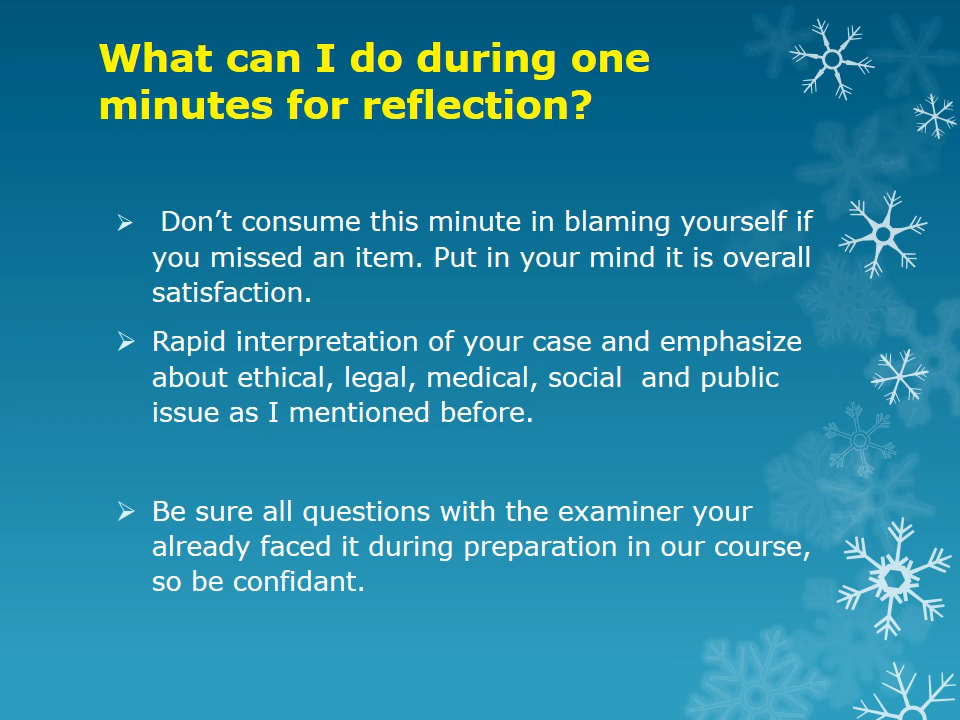 What can I do during one
minutes for reflection?
➢ Don’t consume this minute in blaming yourself if
you missed an item. Put in your mind it is overall
satisfaction.
➢ Rapid interpretation of your case and emphasize
about ethical, legal, medical, social  and public
issue as I mentioned before.
➢ Be sure all questions with the examiner your
already faced it during preparation in our course,
so be confidant.